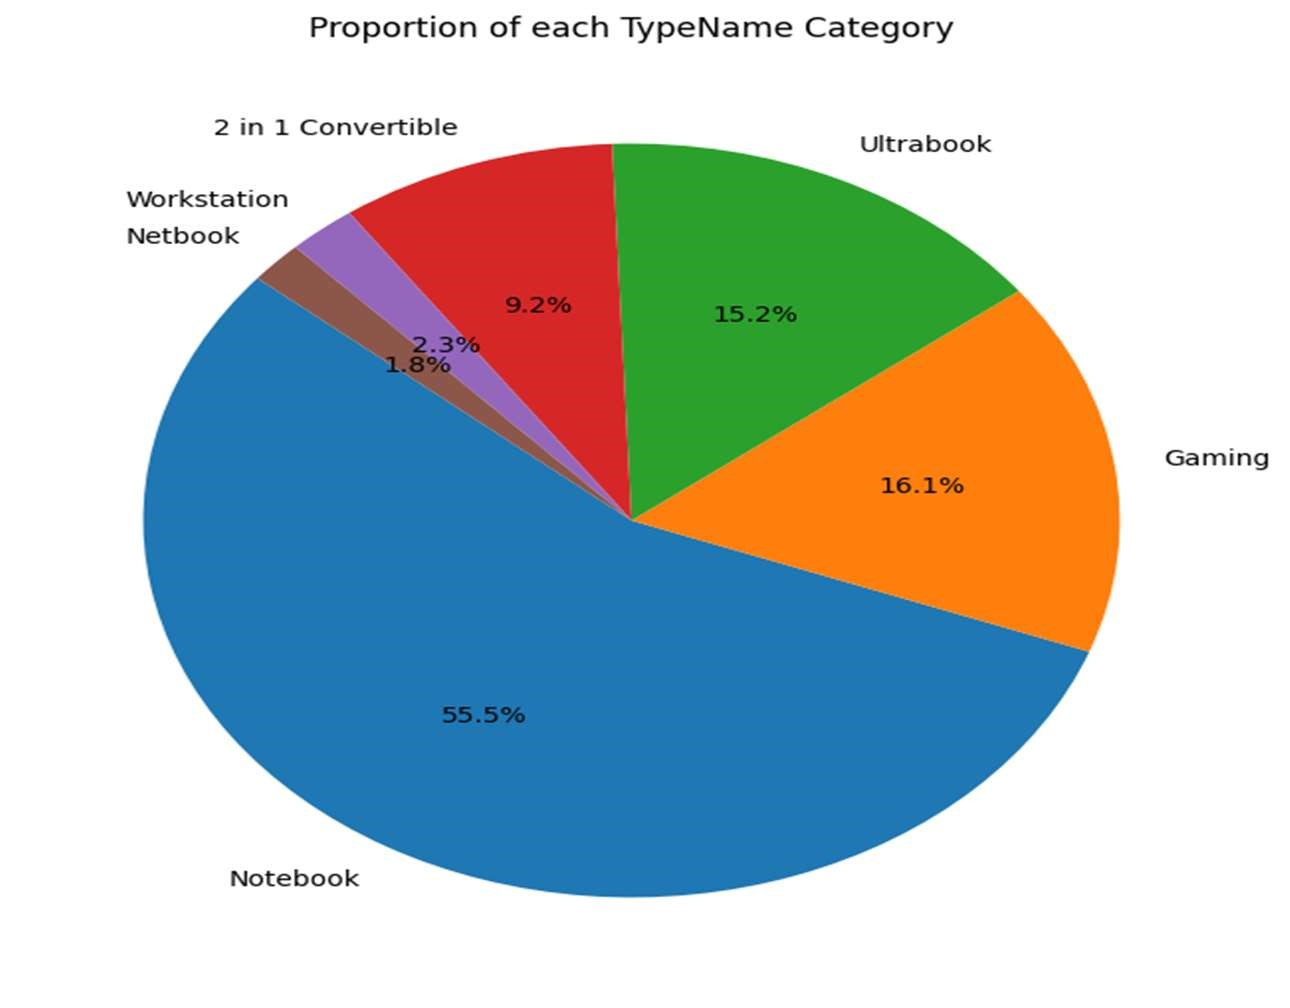 Proportion of each TypeName Category
2 in 1 Convertible
Ultrabook
Workstation
Netbook
9.2%
15.2%
2.3%
1.8%
Gaming
16.1%
55.5%
Notebook